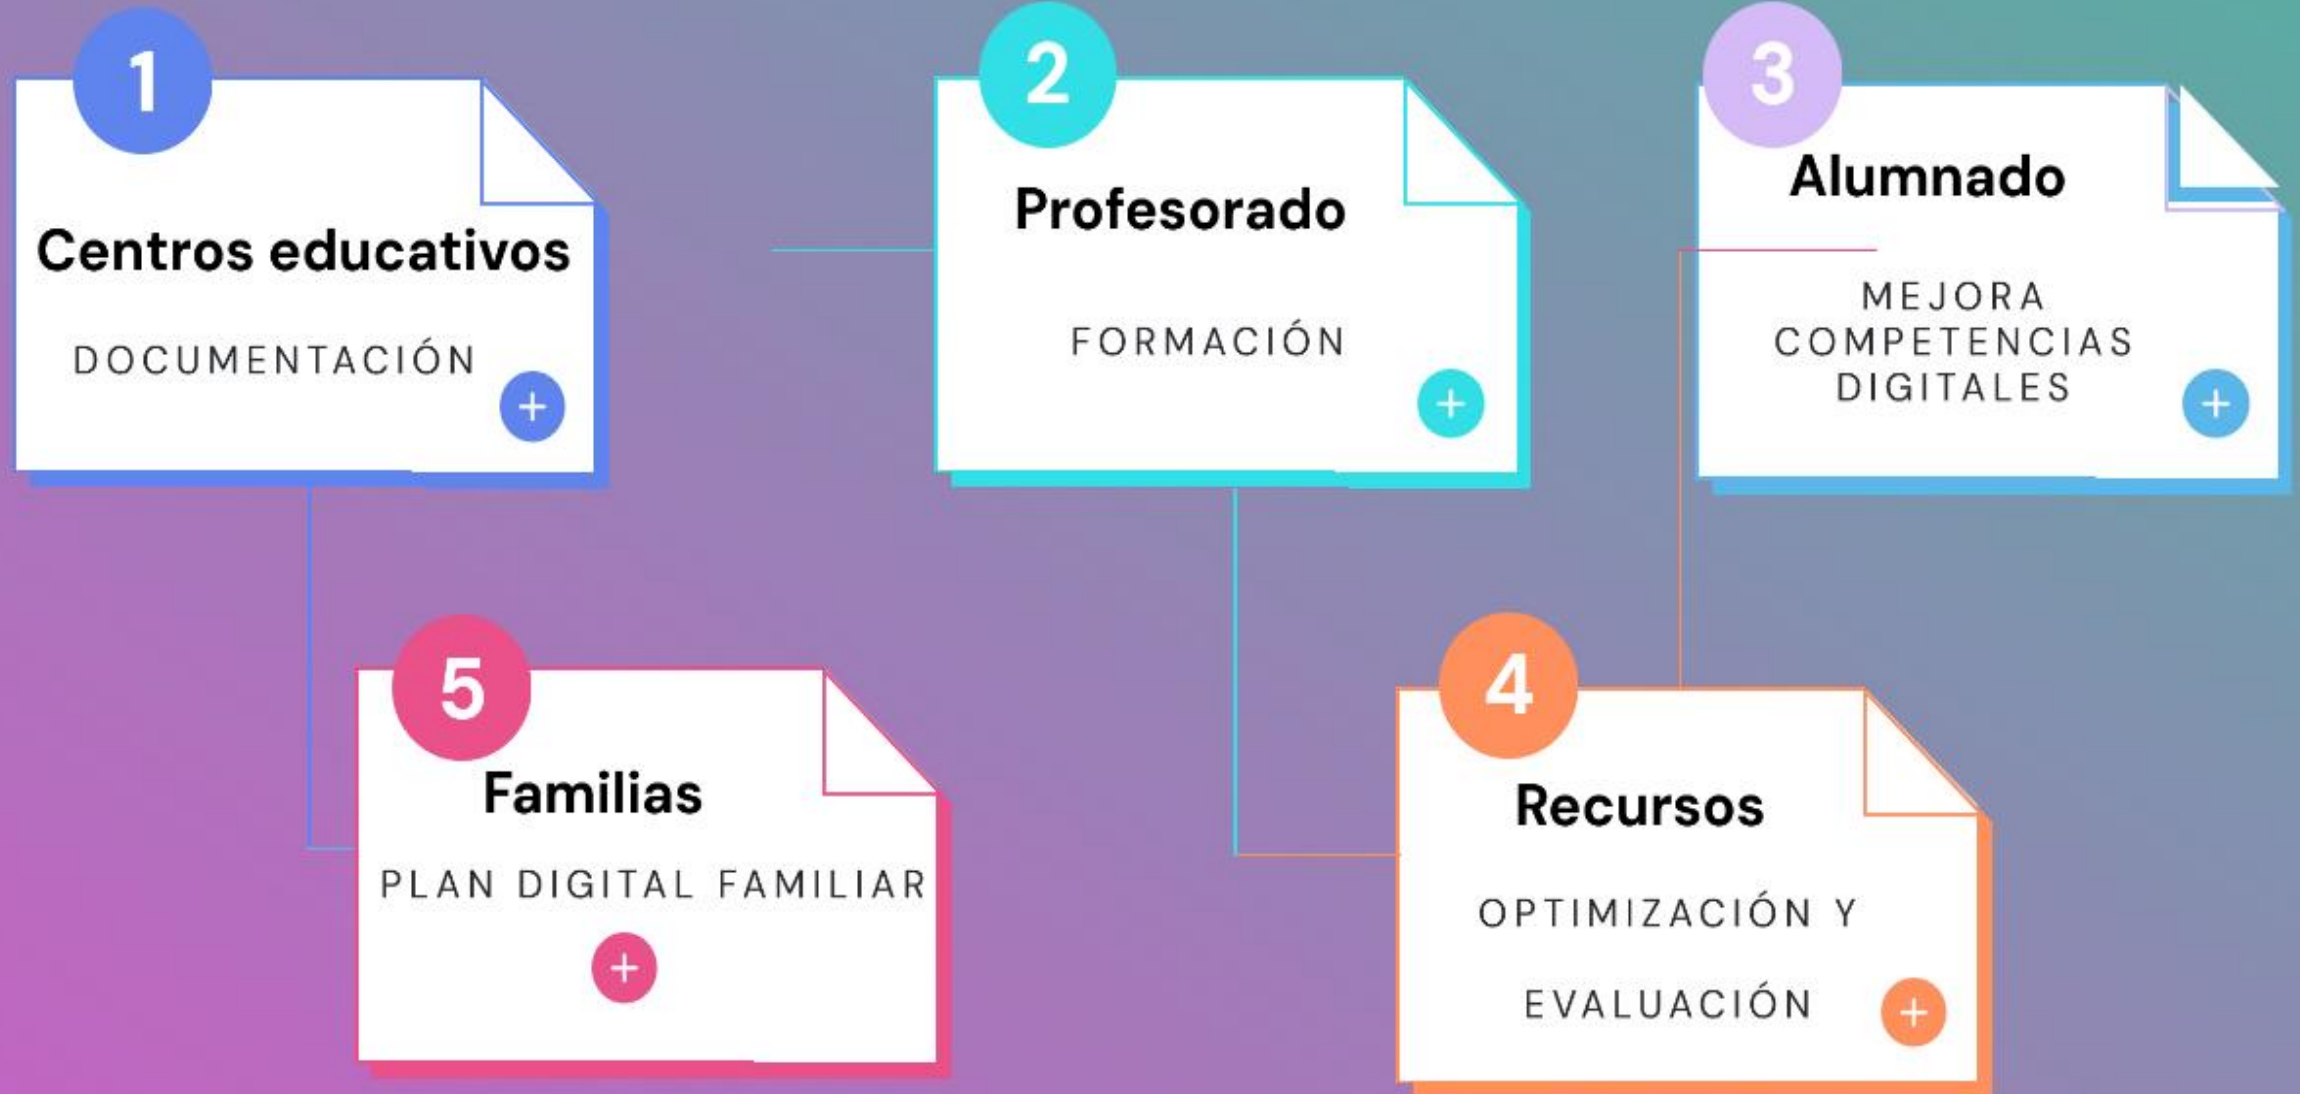 1
Centros educativos
DOCUMENTACIÓN
+
2
Profesorado
FORMACIÓN
+
3
Alumnado
MEJORA
COMPETENCIAS
DIGITALES
+
4
Recursos
OPTIMIZACIÓN Y
EVALUACIÓN
+
5
Familias
PLAN DIGITAL FAMILIAR
+